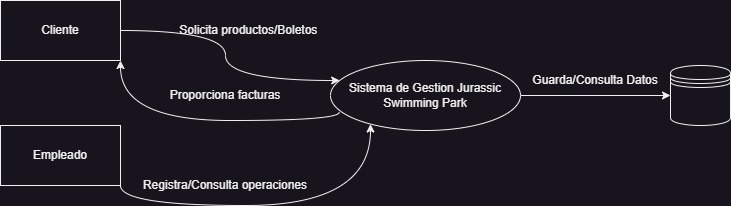 Cliente
Solicita productos/Boletos
Sistema de Gestion Jurassic
Swimming Park
Guarda/Consulta Datos
Proporciona facturas
Empleado
Registra/Consulta operaciones